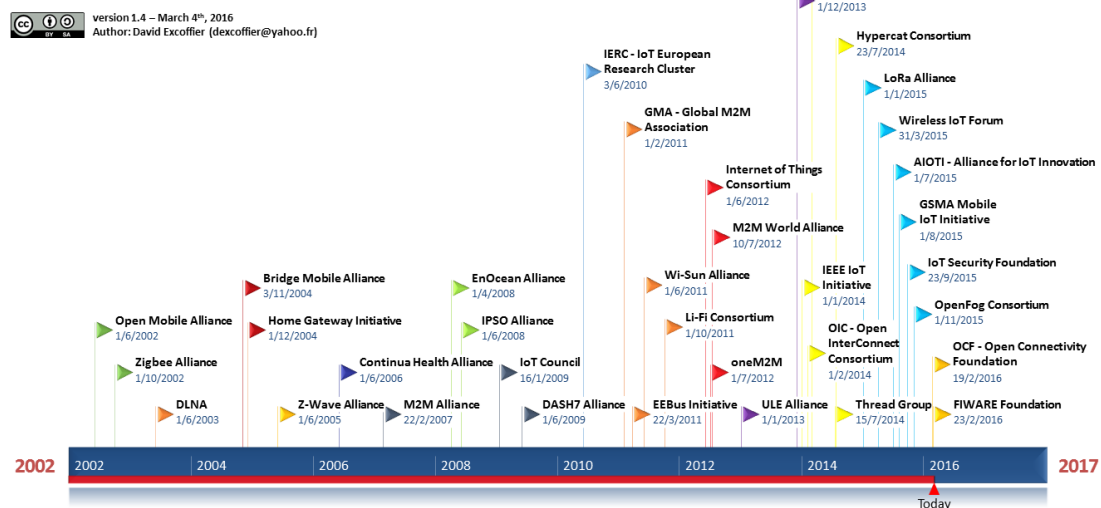 cc BY SA
version 1.4 – March 4th, 2016
Author: David Excoffier (dexcoffier@yahoo.fr)
1/12/2013
Hypercat Consortium
23/7/2014
IERC - IoT European
Research Cluster
3/6/2010
LoRa Alliance
1/1/2015
GMA - Global M2M
Association
1/2/2011
Wireless IoT Forum
31/3/2015
Internet of Things
Consortium
1/6/2012
AIOTI - Alliance for IoT Innovation
1/7/2015
GSMA Mobile
IoT Initiative
1/8/2015
M2M World Alliance
10/7/2012
Bridge Mobile Alliance
3/11/2004
EnOcean Alliance
1/4/2008
Wi-Sun Alliance
1/6/2011
IEEE IoT
Initiative
1/1/2014
IoT Security Foundation
23/9/2015
Open Mobile Alliance
1/6/2002
Home Gateway Initiative
1/12/2004
IPSO Alliance
1/6/2008
Li-Fi Consortium
1/10/2011
OIC - Open
InterConnect
Consortium
1/2/2014
OpenFog Consortium
1/11/2015
Zigbee Alliance
1/10/2002
Continua Health Alliance
1/6/2006
IoT Council
16/1/2009
oneM2M
1/7/2012
OCF - Open Connectivity
Foundation
19/2/2016
DLNA
1/6/2003
Z-Wave Alliance
1/6/2005
M2M Alliance
22/2/2007
DASH7 Alliance
1/6/2009
EEBus Initiative
22/3/2011
ULE Alliance
1/1/2013
Thread Group
15/7/2014
FIWARE Foundation
23/2/2016
2002
2002 2004 2006 2008 2010 2012 2014 2016
2017
Today